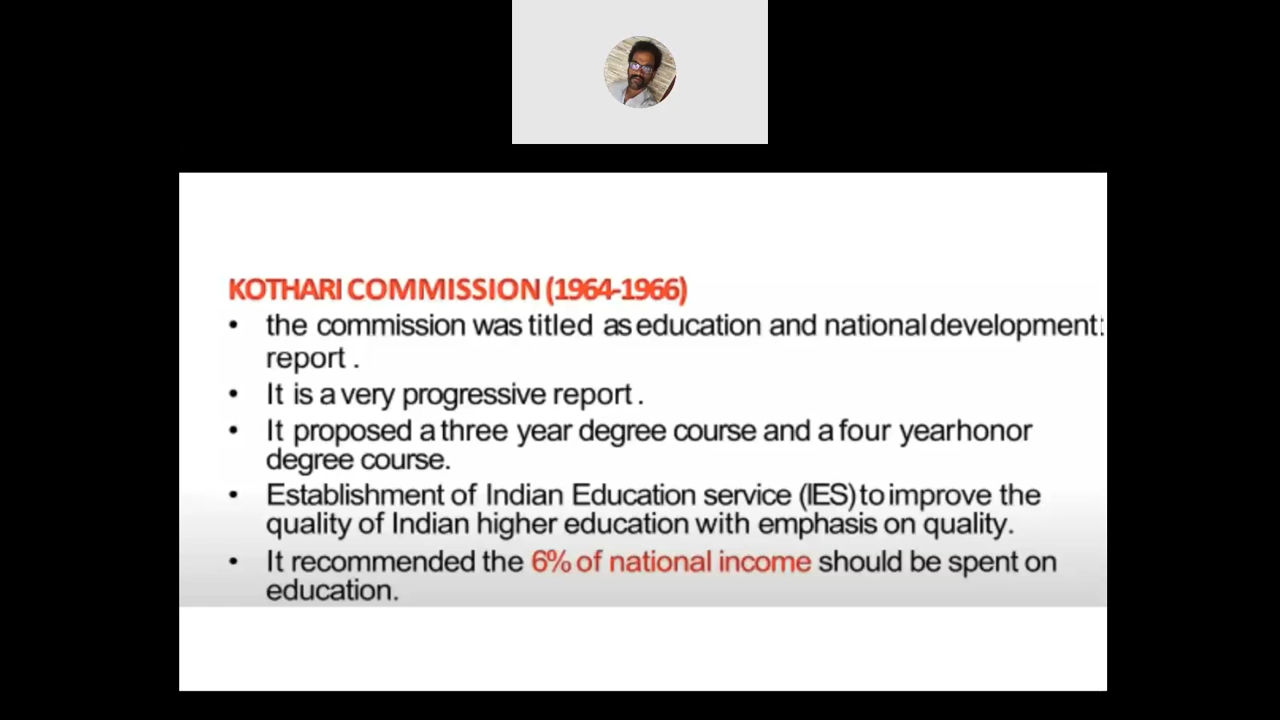 KOTHARI COMMISSION (1964-1966)
• the commission was titled as education and national development:
report .
• It is a very progressive report .
• It proposed a three year degree course and a four year honor
degree course.
• Establishment of Indian Education service (IES) to improve the
quality of Indian higher education with emphasis on quality.
• It recommended the 6% of national income should be spent on
education.